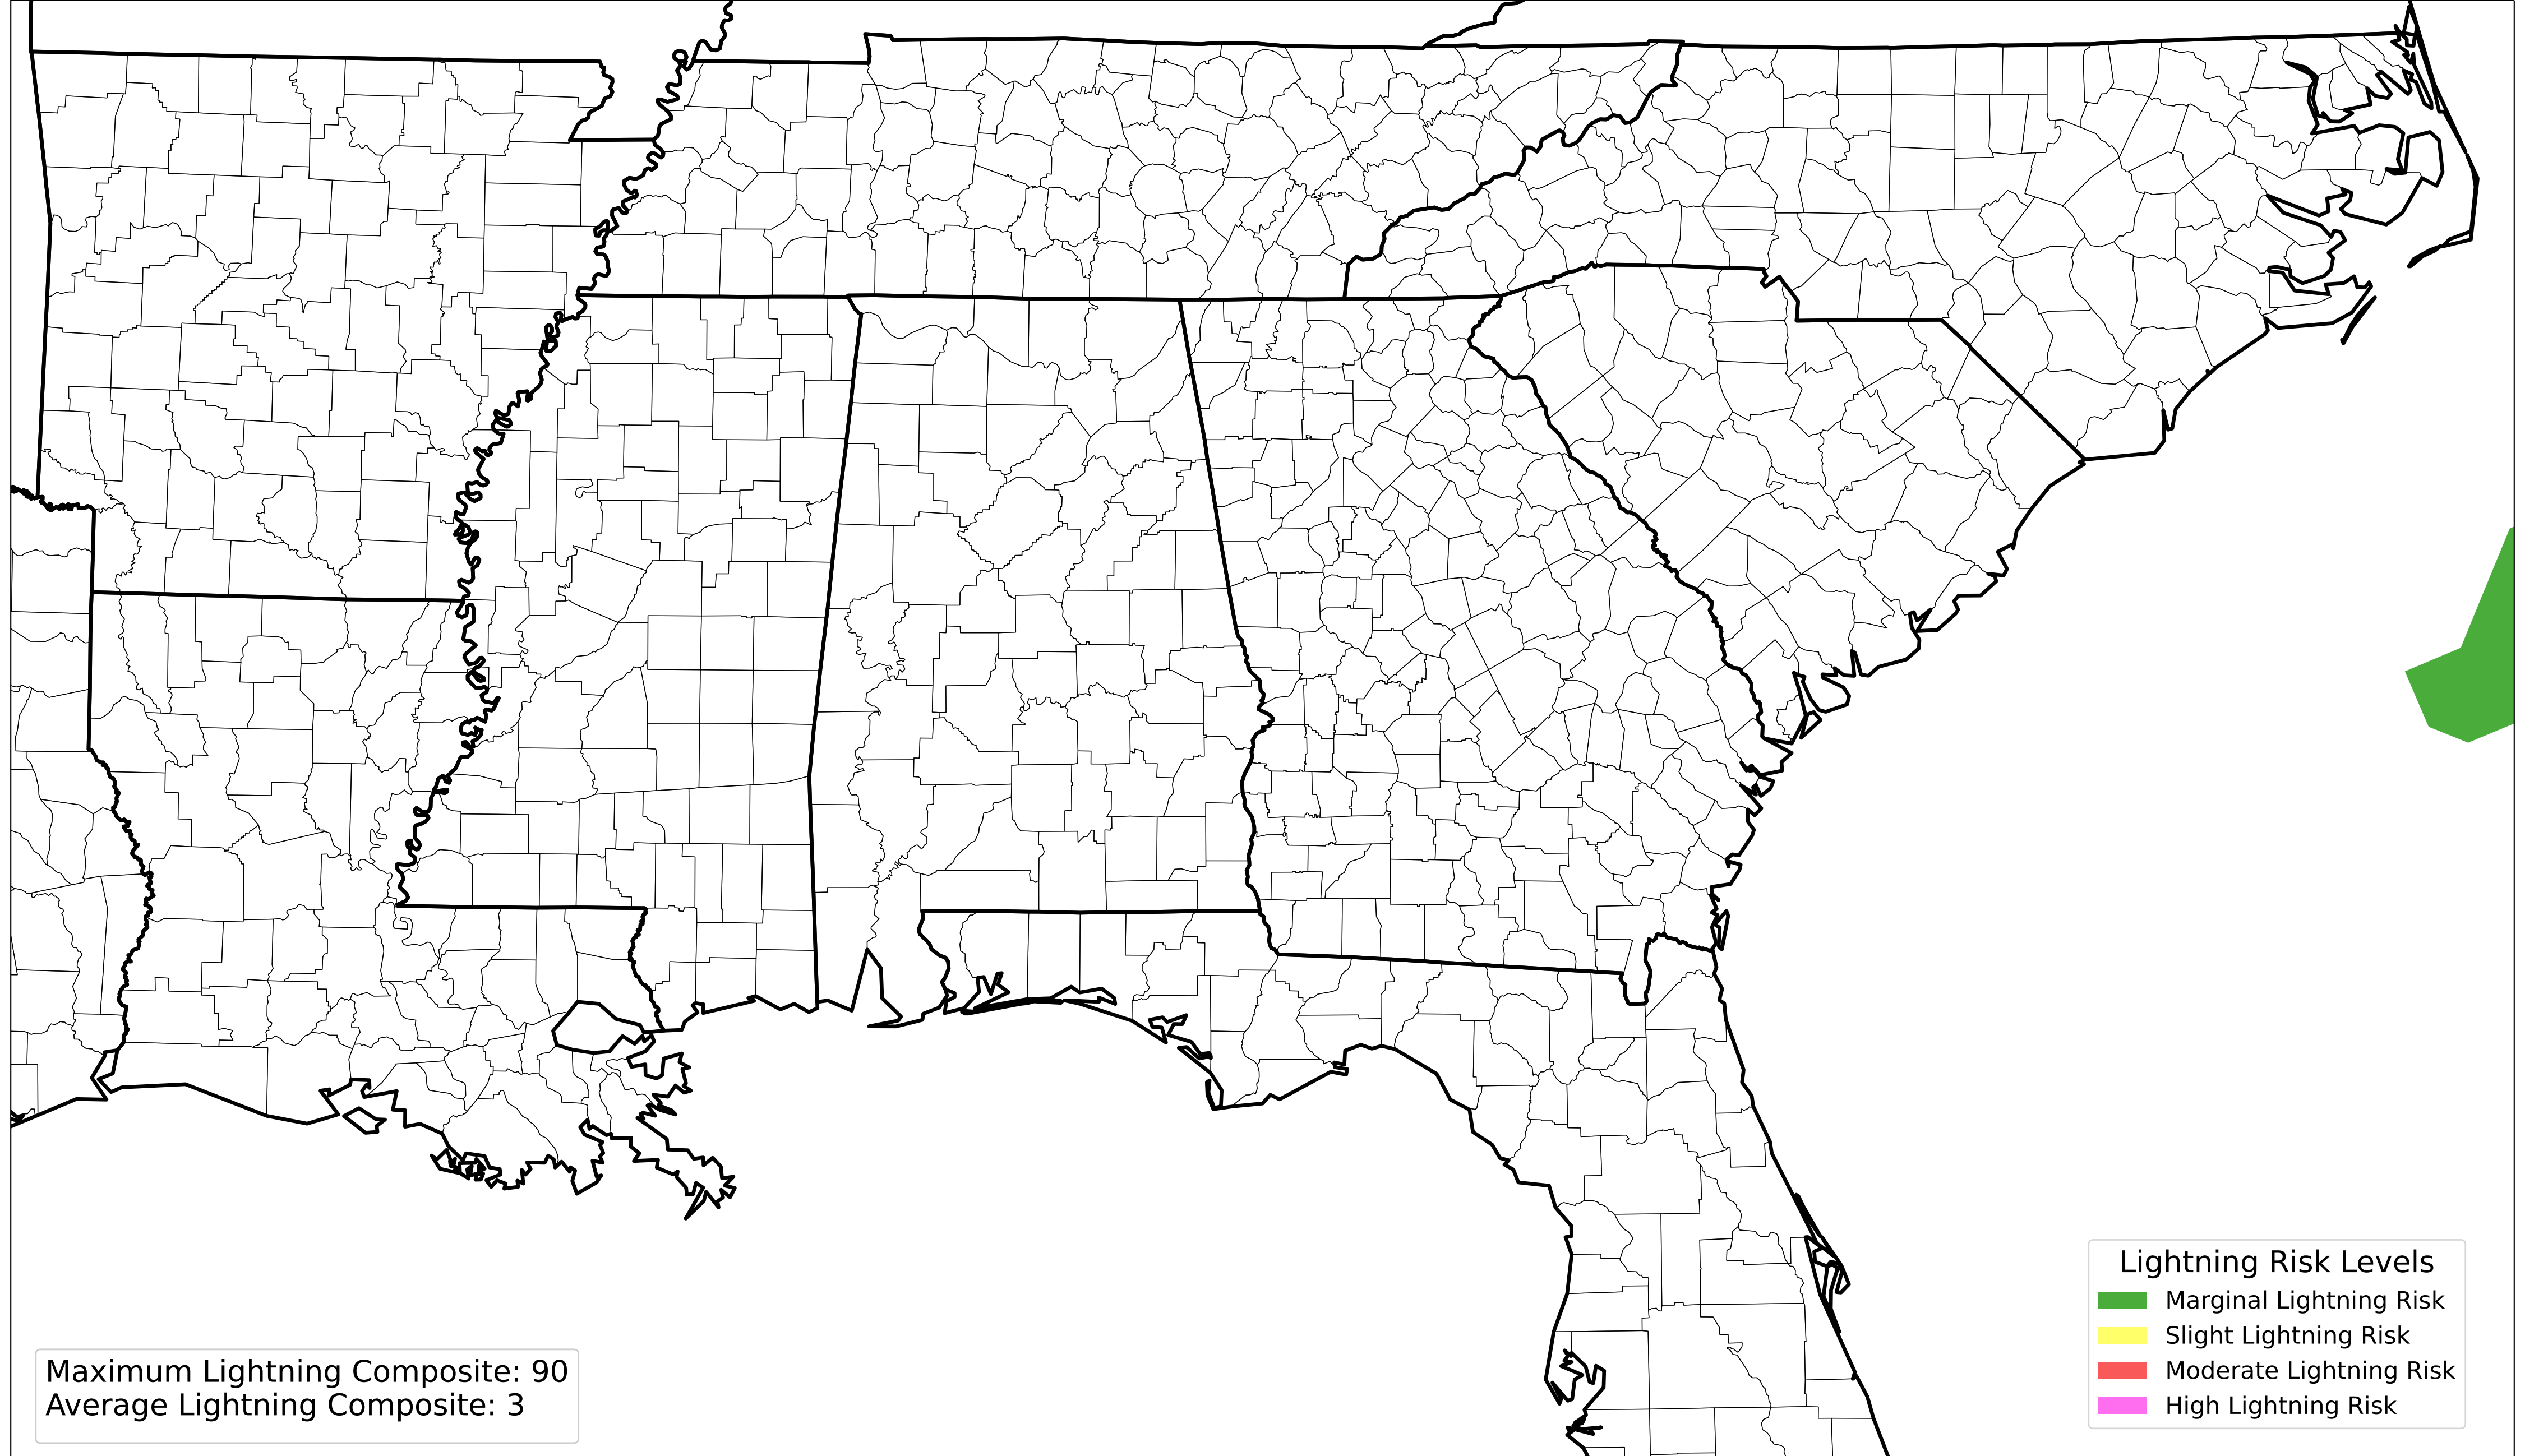 Maximum Lightning Composite: 90
Average Lightning Composite: 3
Lightning Risk Levels
Marginal Lightning Risk
Slight Lightning Risk
Moderate Lightning Risk
High Lightning Risk